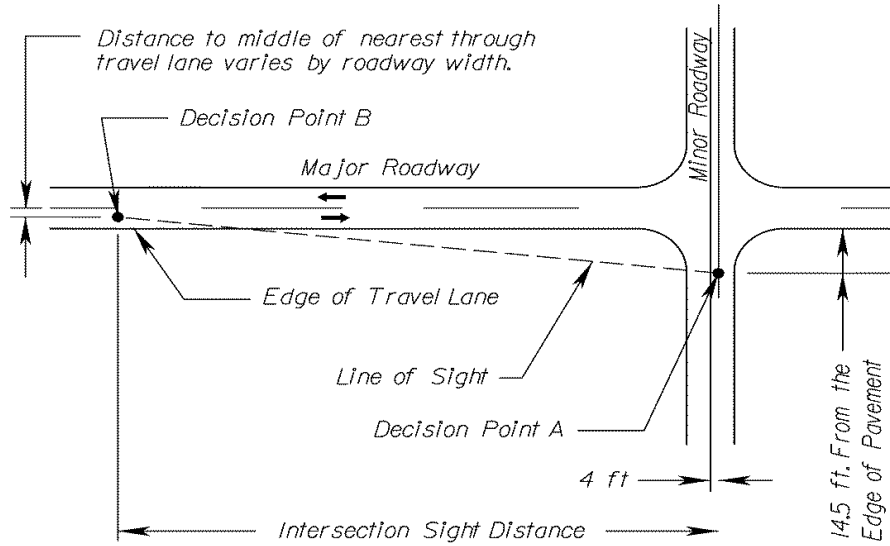 Distance to middle of nearest through
travel lane varies by roadway width.
Decision Point B
Major Roadway
Minor Roadway
Edge of Travel Lane
Line of Sight
Decision Point A
4 ft
14.5 ft. From the
Edge of Pavement
Intersection Sight Distance